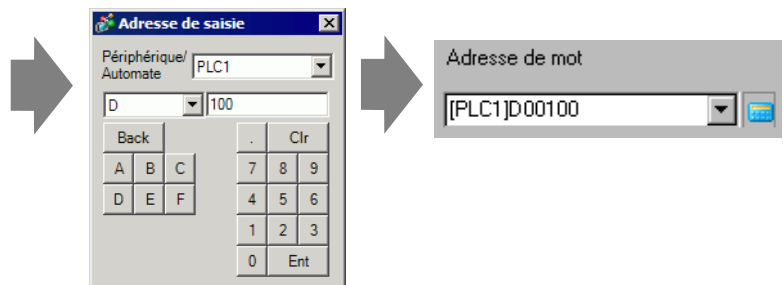 Adresse de saisie
Périphérique/
Automate
PLC1
D
100
Back
. Clr
A B C
7 8 9
D E F
4 5 6
1 2 3
0 Ent
Adresse de mot
[PLC1]D00100